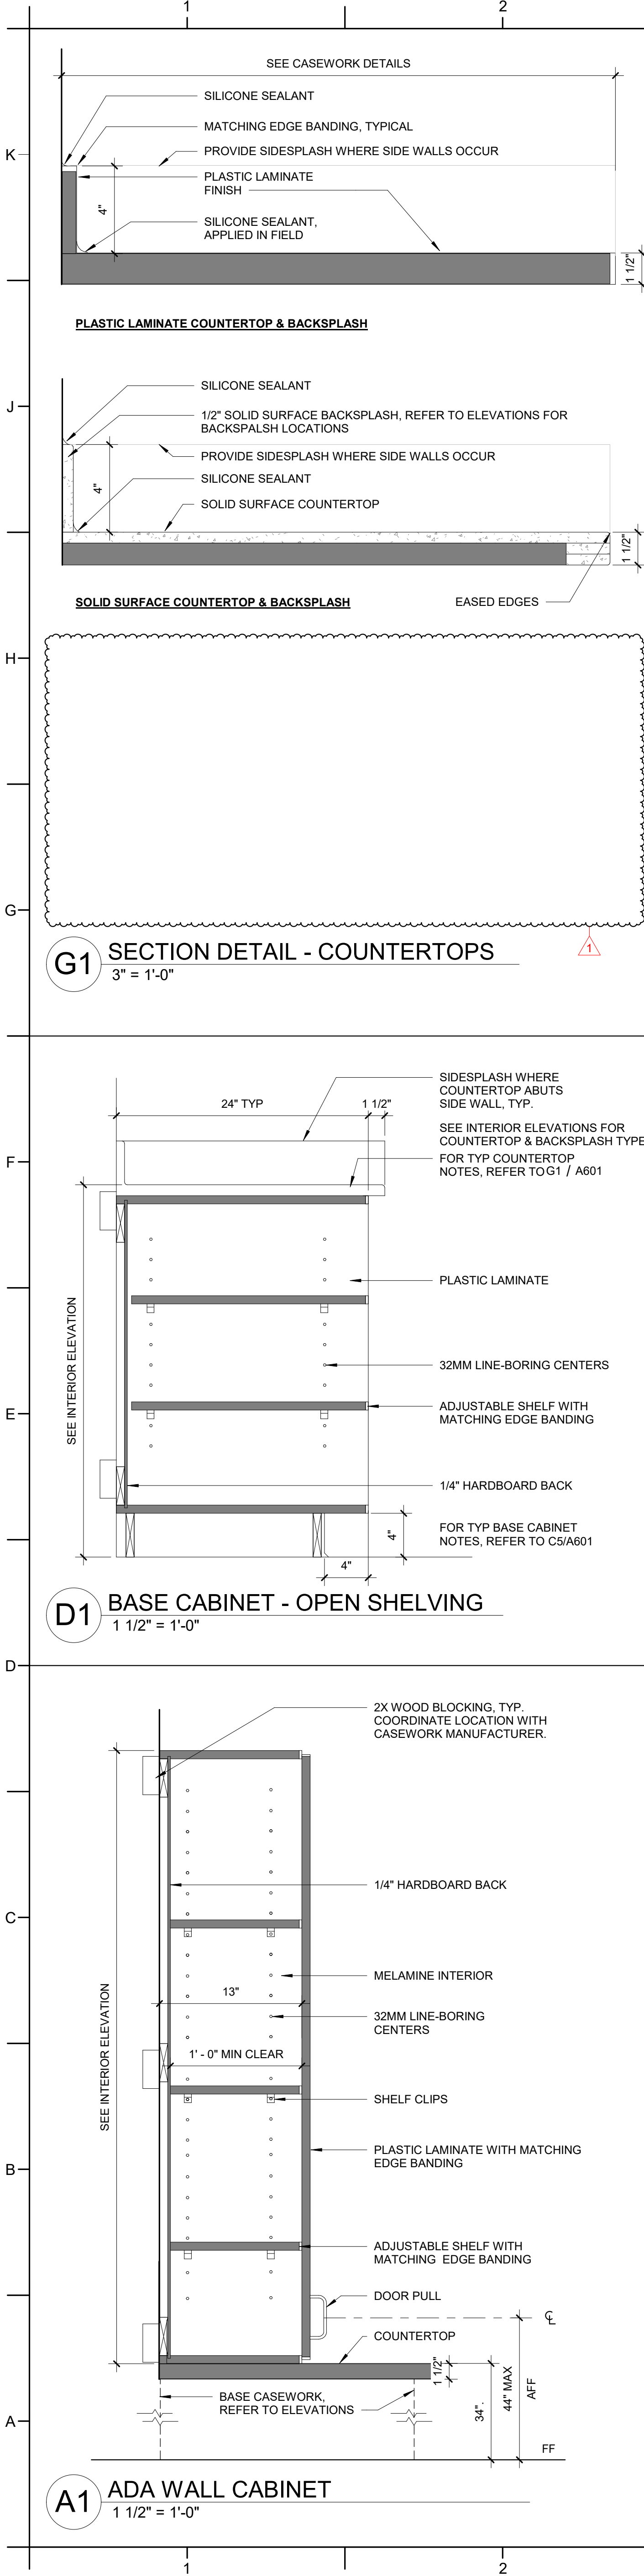 1
2
SEE CASEWORK DETAILS
SILICONE SEALANT
MATCHING EDGE BANDING, TYPICAL
K
PROVIDE SIDESPLASH WHERE SIDE WALLS OCCUR
PLASTIC LAMINATE
FINISH
4"
SILICONE SEALANT,
APPLIED IN FIELD
1 1/2"
PLASTIC LAMINATE COUNTERTOP & BACKSPLASH
SILICONE SEALANT
J
1/2" SOLID SURFACE BACKSPLASH, REFER TO ELEVATIONS FOR
BACKSPALSH LOCATIONS
PROVIDE SIDESPLASH WHERE SIDE WALLS OCCUR
SILICONE SEALANT
4"
SOLID SURFACE COUNTERTOP
1 1/2"
SOLID SURFACE COUNTERTOP & BACKSPLASH
EASED EDGES
H
G
1
G1
SECTION DETAIL - COUNTERTOPS
3" = 1'-0"
SIDESPLASH WHERE
COUNTERTOP ABUTS
SIDE WALL, TYP.
24" TYP
1 1/2"
SEE INTERIOR ELEVATIONS FOR
COUNTERTOP & BACKSPLASH TYPE
F
FOR TYP COUNTERTOP
NOTES, REFER TO G1 / A601
PLASTIC LAMINATE
SEE INTERIOR ELEVATION
32MM LINE-BORING CENTERS
E
ADJUSTABLE SHELF WITH
MATCHING EDGE BANDING
1/4" HARDBOARD BACK
FOR TYP BASE CABINET
NOTES, REFER TO C5/A601
4"
4"
D1
BASE CABINET - OPEN SHELVING
1 1/2" = 1'-0"
D
2X WOOD BLOCKING, TYP.
COORDINATE LOCATION WITH
CASEWORK MANUFACTURER.
1/4" HARDBOARD BACK
C
MELAMINE INTERIOR
13"
32MM LINE-BORING
CENTERS
1' - 0" MIN CLEAR
SEE INTERIOR ELEVATION
SHELF CLIPS
B
PLASTIC LAMINATE WITH MATCHING
EDGE BANDING
ADJUSTABLE SHELF WITH
MATCHING EDGE BANDING
DOOR PULL
CL
COUNTERTOP
1 1/2"
34".
44" MAX
AFF
BASE CASEWORK,
REFER TO ELEVATIONS
A
FF
A1
ADA WALL CABINET
1 1/2" = 1'-0"
1
2